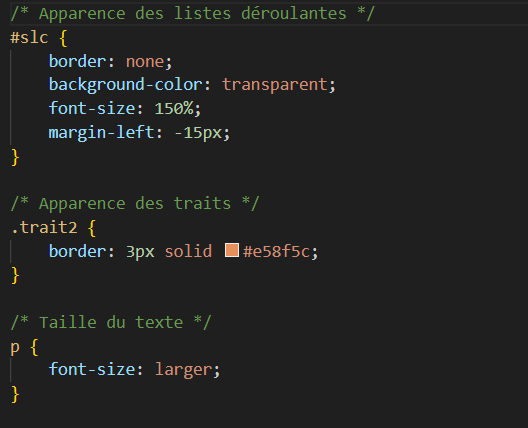 /* Apparence des listes déroulantes */
#slc {
    border: none;
    background-color: transparent;
    font-size: 150%;
    margin-left: -15px;
}

/* Apparence des traits */
.trait2 {
    border: 3px solid #e58f5c;
}

/* Taille du texte */
p {
    font-size: larger;
}